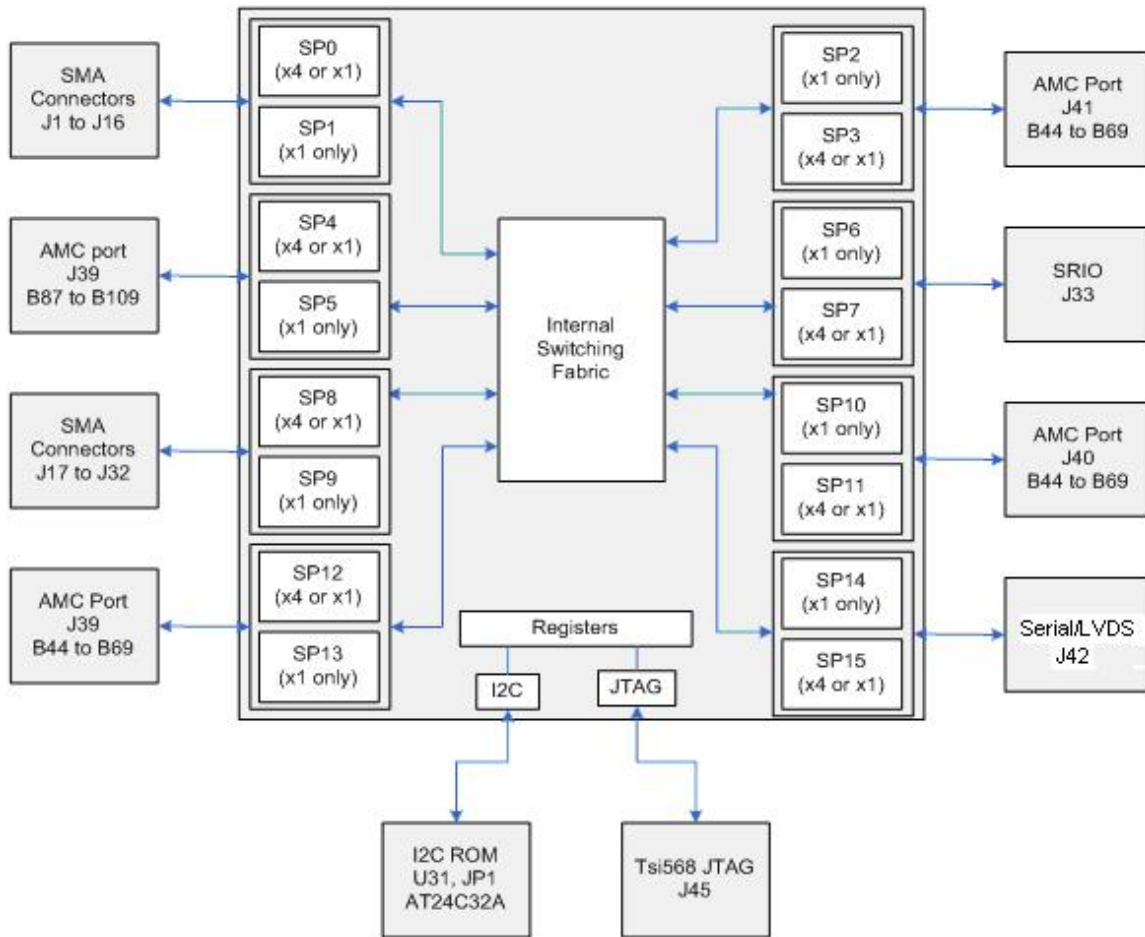 SMA
Connectors
J1 to J16
AMC port
J39
B87 to B109
SMA
Connectors
J17 to J32
AMC Port
J39
B44 to B69
SP0
(x4 or x1)
SP1
(x1 only)
SP4
(x4 or x1)
SP5
(x1 only)
SP8
(x4 or x1)
SP9
(x1 only)
SP12
(x4 or x1)
SP13
(x1 only)
Internal
Switching
Fabric
Registers
I2C
JTAG
SP2
(x1 only)
SP3
(x4 or x1)
SP6
(x1 only)
SP7
(x4 or x1)
SP10
(x1 only)
SP11
(x4 or x1)
SP14
(x1 only)
SP15
(x4 or x1)
AMC Port
J41
B44 to B69
SRIO
J33
AMC Port
J40
B44 to B69
Serial/LVDS
J42
I2C ROM
U31, JP1
AT24C32A
Tsi568 JTAG
J45